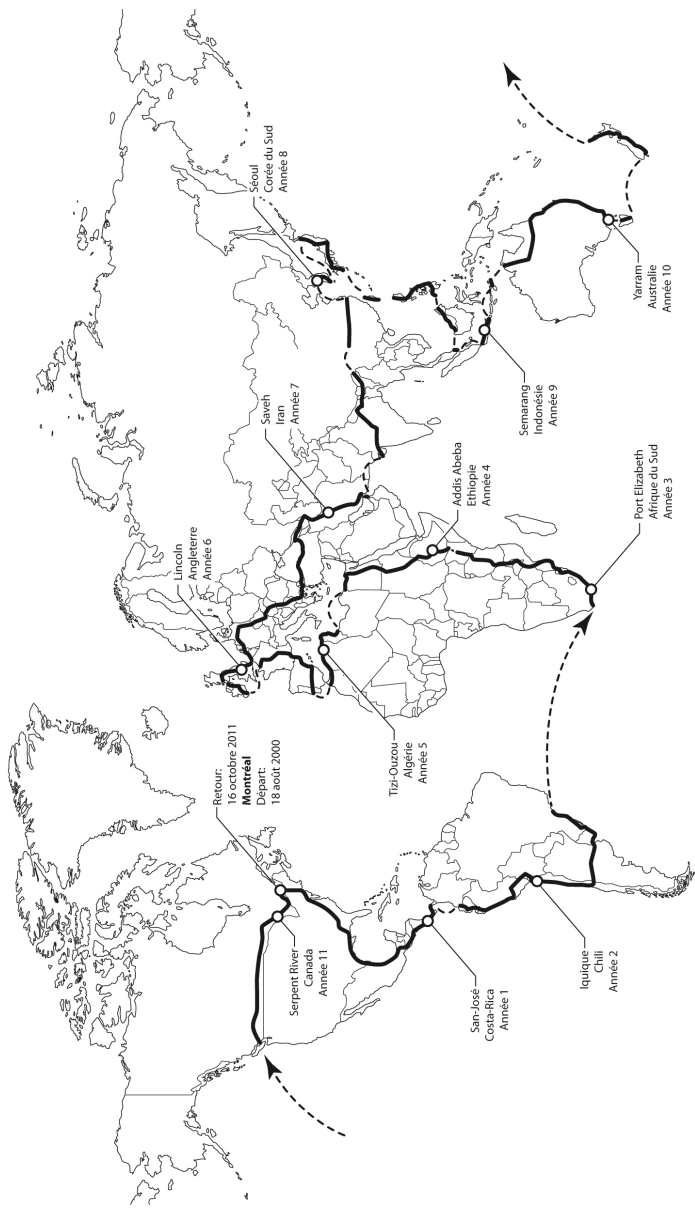 Retour:
16 octobre 2011
Montréal
Départ:
18 août 2000
Serpent River
Canada
Année 11
San-José
Costa-Rica
Année 1
Iquique
Chili
Année 2
Lincoln
Angleterre
Année 6
Tizi-Ouzou
Algérie
Année 5
Saveh
Iran
Année 7
Addis Abeba
Ethiopie
Année 4
Port Elizabeth
Afrique du Sud
Année 3
Séoul
Corée du Sud
Année 8
Semarang
Indonésie
Année 9
Yarram
Australie
Année 10